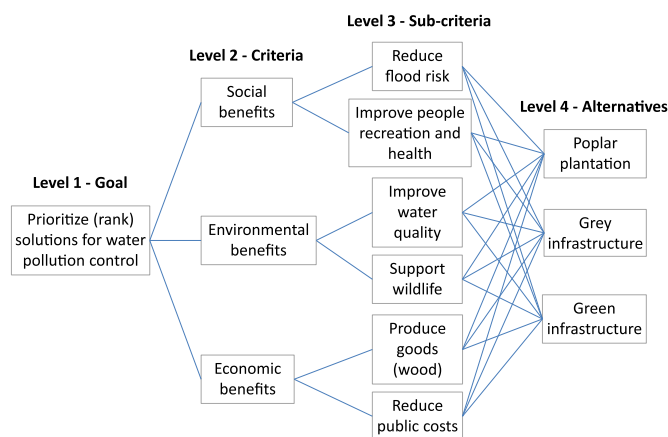 Level 1 - Goal
Prioritize (rank)
solutions for water
pollution control
Level 2 - Criteria
Social
benefits
Environmental
benefits
Economic
benefits
Level 3 - Sub-criteria
Reduce
flood risk
Improve people
recreation and
health
Improve
water
quality
Support
wildlife
Produce
goods
(wood)
Reduce
public costs
Level 4 - Alternatives
Poplar
plantation
Grey
infrastructure
Green
infrastructure